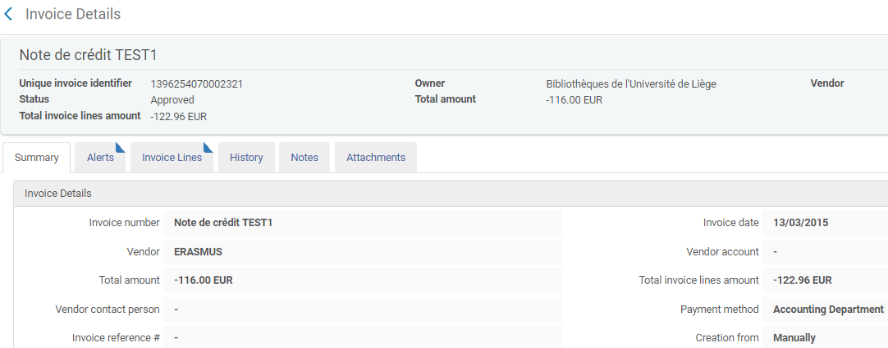 Invoice Details
Note de crédit TEST1
Unique invoice identifier 1396254070002321 Owner Bibliothèques de l'Université de Liège Vendor
Status Approved Total amount -116.00 EUR
Total invoice lines amount -122.96 EUR
Summary Alerts Invoice Lines History Notes Attachments
Invoice Details
Invoice number Note de crédit TEST1 Invoice date 13/03/2015
Vendor ERASMUS Vendor account -
Total amount -116.00 EUR Total invoice lines amount -122.96 EUR
Vendor contact person - Payment method Accounting Department
Invoice reference # - Creation from Manually